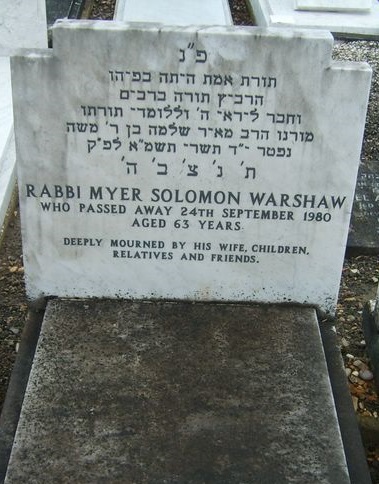 פ"נ
תורת אמת היתה בפיהו
הרביץ תורה ברבים
וחבר ליראי ה' וללומדי תורתו
מורנו הרב מאיר שלמה בן ר' משה
נפטר י"ד תשרי תשמ"א לפ"ק
ת' נ' צ' ב' ה'
RABBI MYER SOLOMON WARSHAW
WHO PASSED AWAY 24TH SEPTEMBER 1980
AGED 63 YEARS
DEEPLY MOURNED BY HIS WIFE, CHILDREN,
RELATIVES AND FRIENDS.